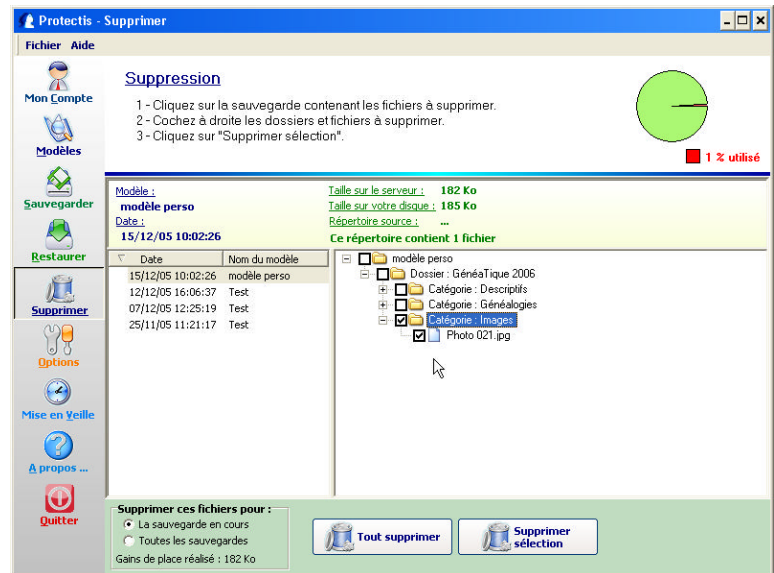 Protectis - Supprimer
Fichier Aide
Mon Compte
Modèles
Sauvegarder
Restaurer
Supprimer
Options
Mise en Veille
A propos ...
Quitter
Suppression
1 - Cliquez sur la sauvegarde contenant les fichiers à supprimer.
2 - Cochez à droite les dossiers et fichiers à supprimer.
3 - Cliquez sur "Supprimer sélection".
1 % utilisé
Modèle :
modèle perso
Date :
15/12/05 10:02:26
Taille sur le serveur : 182 Ko
Taille sur votre disque : 185 Ko
Répertoire source : ...
Ce répertoire contient 1 fichier
Date Nom du modèle
15/12/05 10:02:26 modèle perso
12/12/05 16:06:37 Test
07/12/05 12:25:19 Test
25/11/05 11:21:17 Test
modèle perso
Dossier : GénéaTique 2006
Catégorie : Descriptifs
Catégorie : Généalogies
Catégorie : Images
Photo 021.jpg
Supprimer ces fichiers pour :
La sauvegarde en cours
Toutes les sauvegardes
Gains de place réalisé : 182 Ko
Tout supprimer
Supprimer
sélection